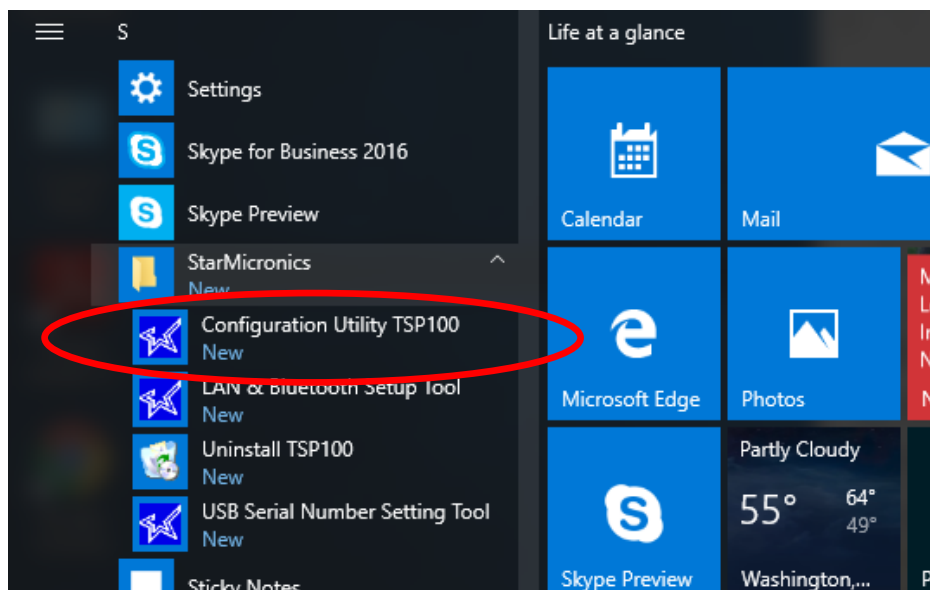 S
Settings
Skype for Business 2016
Skype Preview
StarMicronics
New
Configuration Utility TSP100
New
LAN & Bluetooth Setup Tool
New
Uninstall TSP100
New
USB Serial Number Setting Tool
New
Sticky Notes
Life at a glance
Calendar
Mail
Microsoft Edge
Photos
Skype Preview
Partly Cloudy
55° 64°
49°
Washington,...